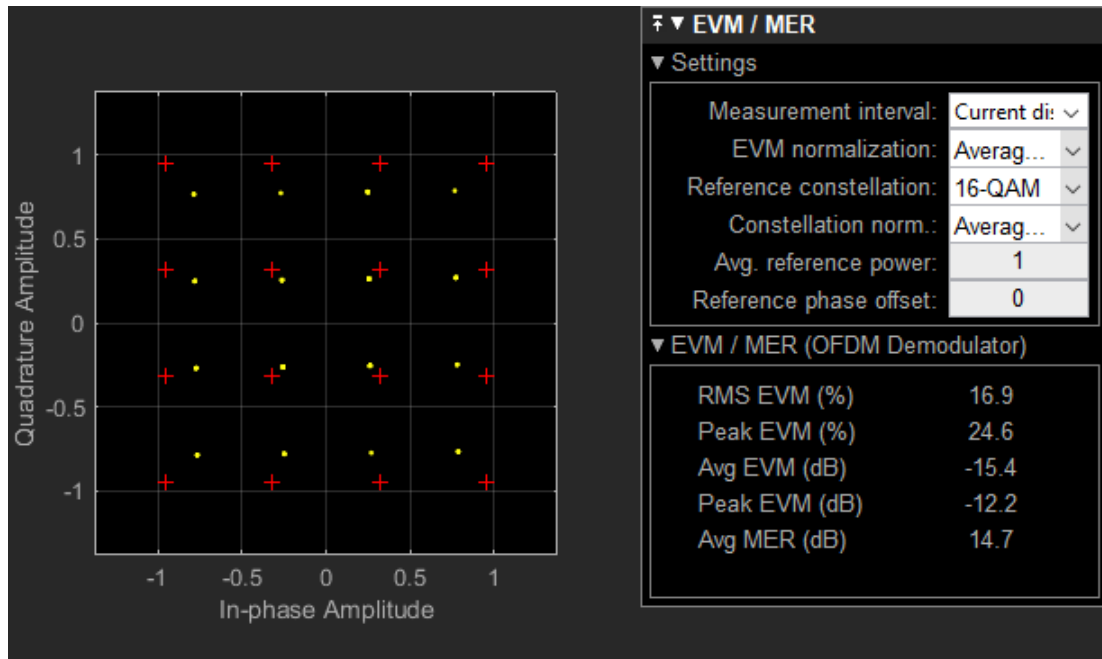 1
0.5
0
-0.5
-1
Quadrature Amplitude
-1 -0.5 0 0.5 1
In-phase Amplitude
EVM / MER
Settings
Measurement interval: Current dis
EVM normalization: Averag...
Reference constellation: 16-QAM
Constellation norm.: Averag...
Avg. reference power: 1
Reference phase offset: 0
EVM / MER (OFDM Demodulator)
RMS EVM (%) 16.9
Peak EVM (%) 24.6
Avg EVM (dB) -15.4
Peak EVM (dB) -12.2
Avg MER (dB) 14.7